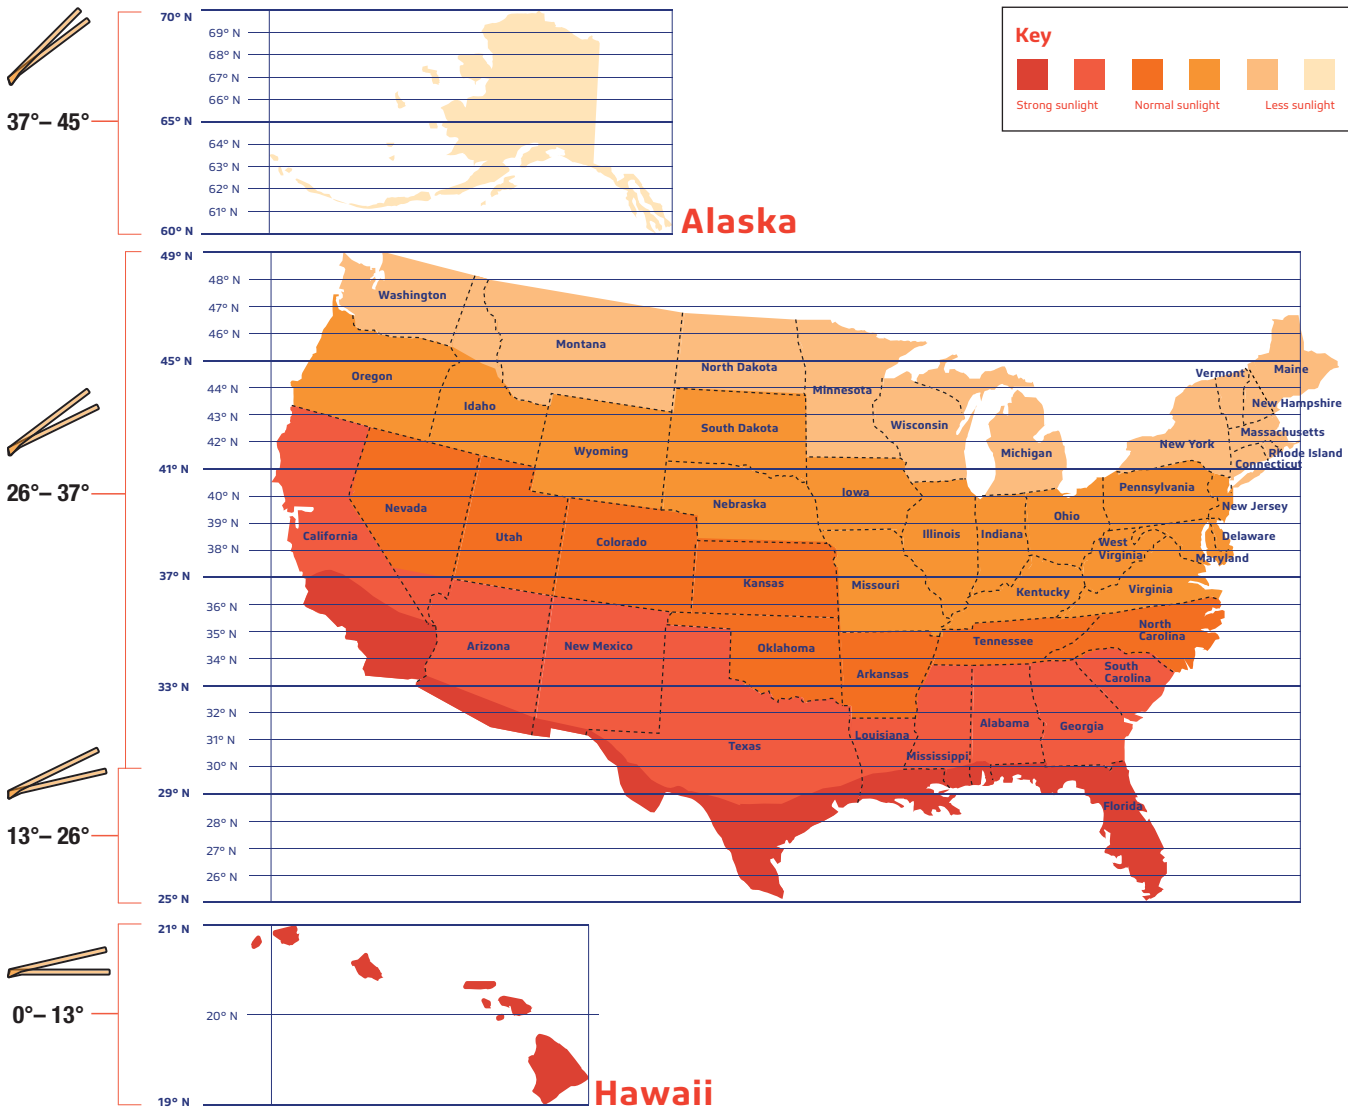 70° N
69° N
68° N
67° N
66° N
65° N
64° N
63° N
62° N
61° N
60° N
37°– 45°
Alaska
Key
Strong sunlight
Normal sunlight
Less sunlight
49° N
48° N
47° N
46° N
45° N
44° N
43° N
42° N
41° N
40° N
39° N
38° N
37° N
36° N
35° N
34° N
33° N
32° N
31° N
30° N
29° N
28° N
27° N
26° N
25° N
26°– 37°
13°– 26°
Washington
Montana
North Dakota
Minnesota
Oregon
Idaho
Wyoming
South Dakota
Wisconsin
Michigan
New York
Vermont
Maine
New Hampshire
Massachusetts
Rhode Island
Connecticut
Nevada
Utah
Colorado
Nebraska
Iowa
Illinois
Indiana
Ohio
Pennsylvania
New Jersey
Delaware
Maryland
West
Virginia
Virginia
California
Kansas
Missouri
Kentucky
Arizona
New Mexico
Oklahoma
Arkansas
Tennessee
North
Carolina
South
Carolina
Texas
Louisiana
Mississippi
Alabama
Georgia
Florida
21° N
20° N
19° N
0°– 13°
Hawaii